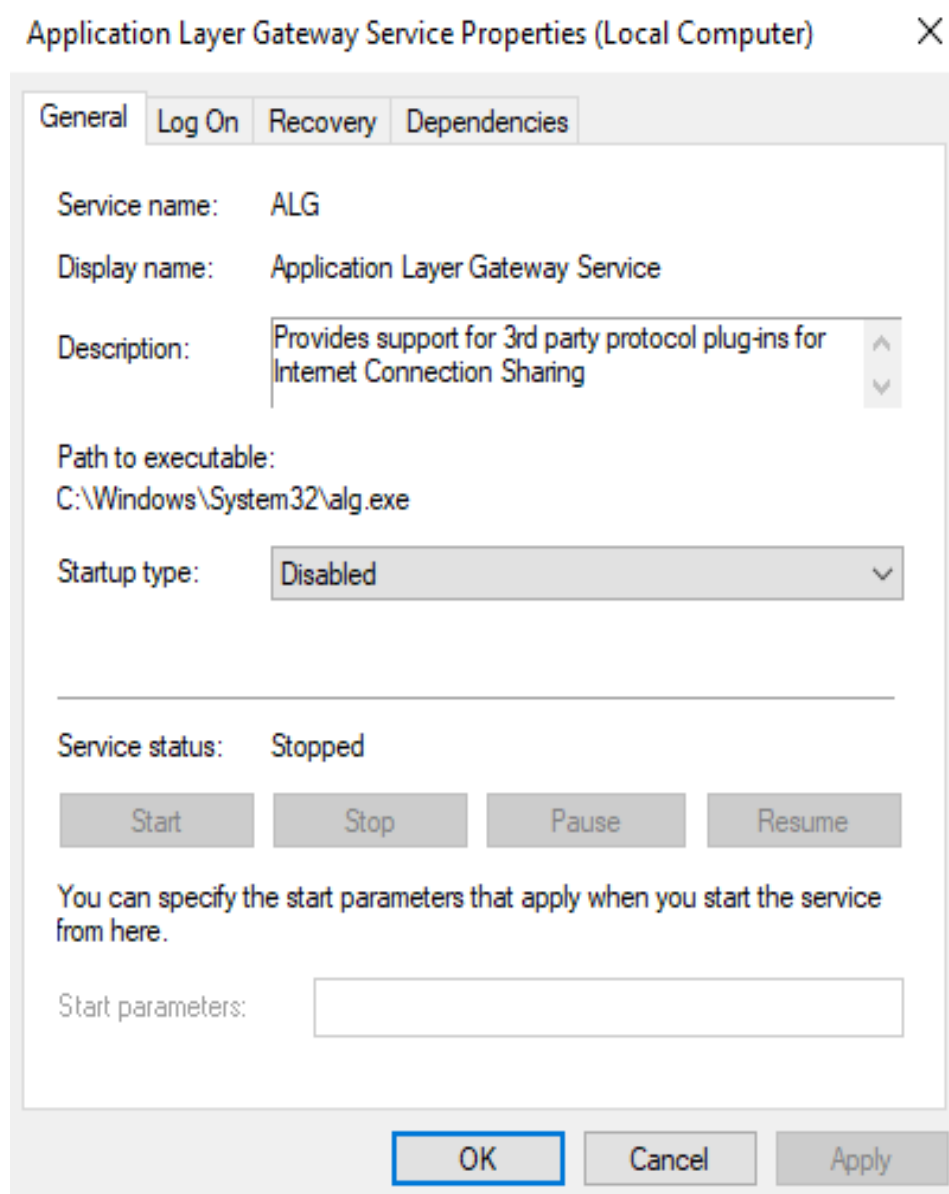 Application Layer Gateway Service Properties (Local Computer)
General Log On Recovery Dependencies
Service name: ALG
Display name: Application Layer Gateway Service
Description: Provides support for 3rd party protocol plug-ins for
Internet Connection Sharing
Path to executable:
C:\Windows\System32\alg.exe
Startup type: Disabled
Service status: Stopped
Start Stop Pause Resume
You can specify the start parameters that apply when you start the service
from here.
Start parameters:
OK Cancel Apply